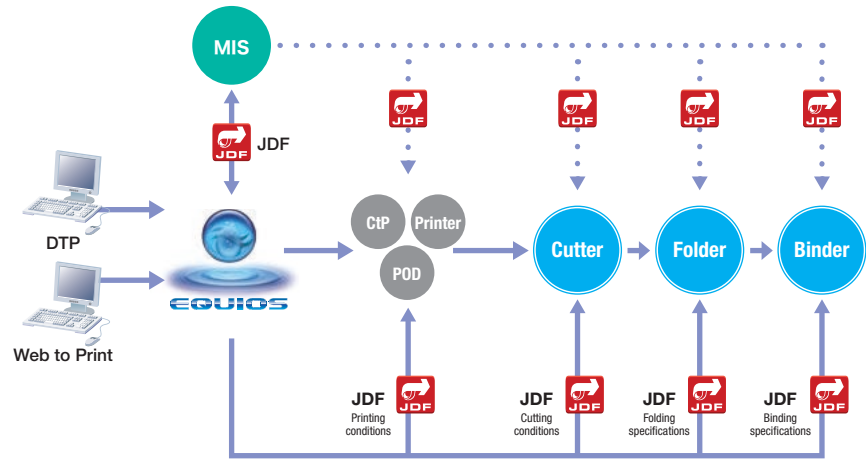 MIS
JDF
JDF
JDF
JDF
JDF
JDF
DTP
Web to Print
EQUIOS
CtP
Printer
POD
Cutter
Folder
Binder
JDF
Printing
conditions
JDF
JDF
Cutting
conditions
JDF
JDF
Folding
specifications
JDF
JDF
Binding
specifications
JDF